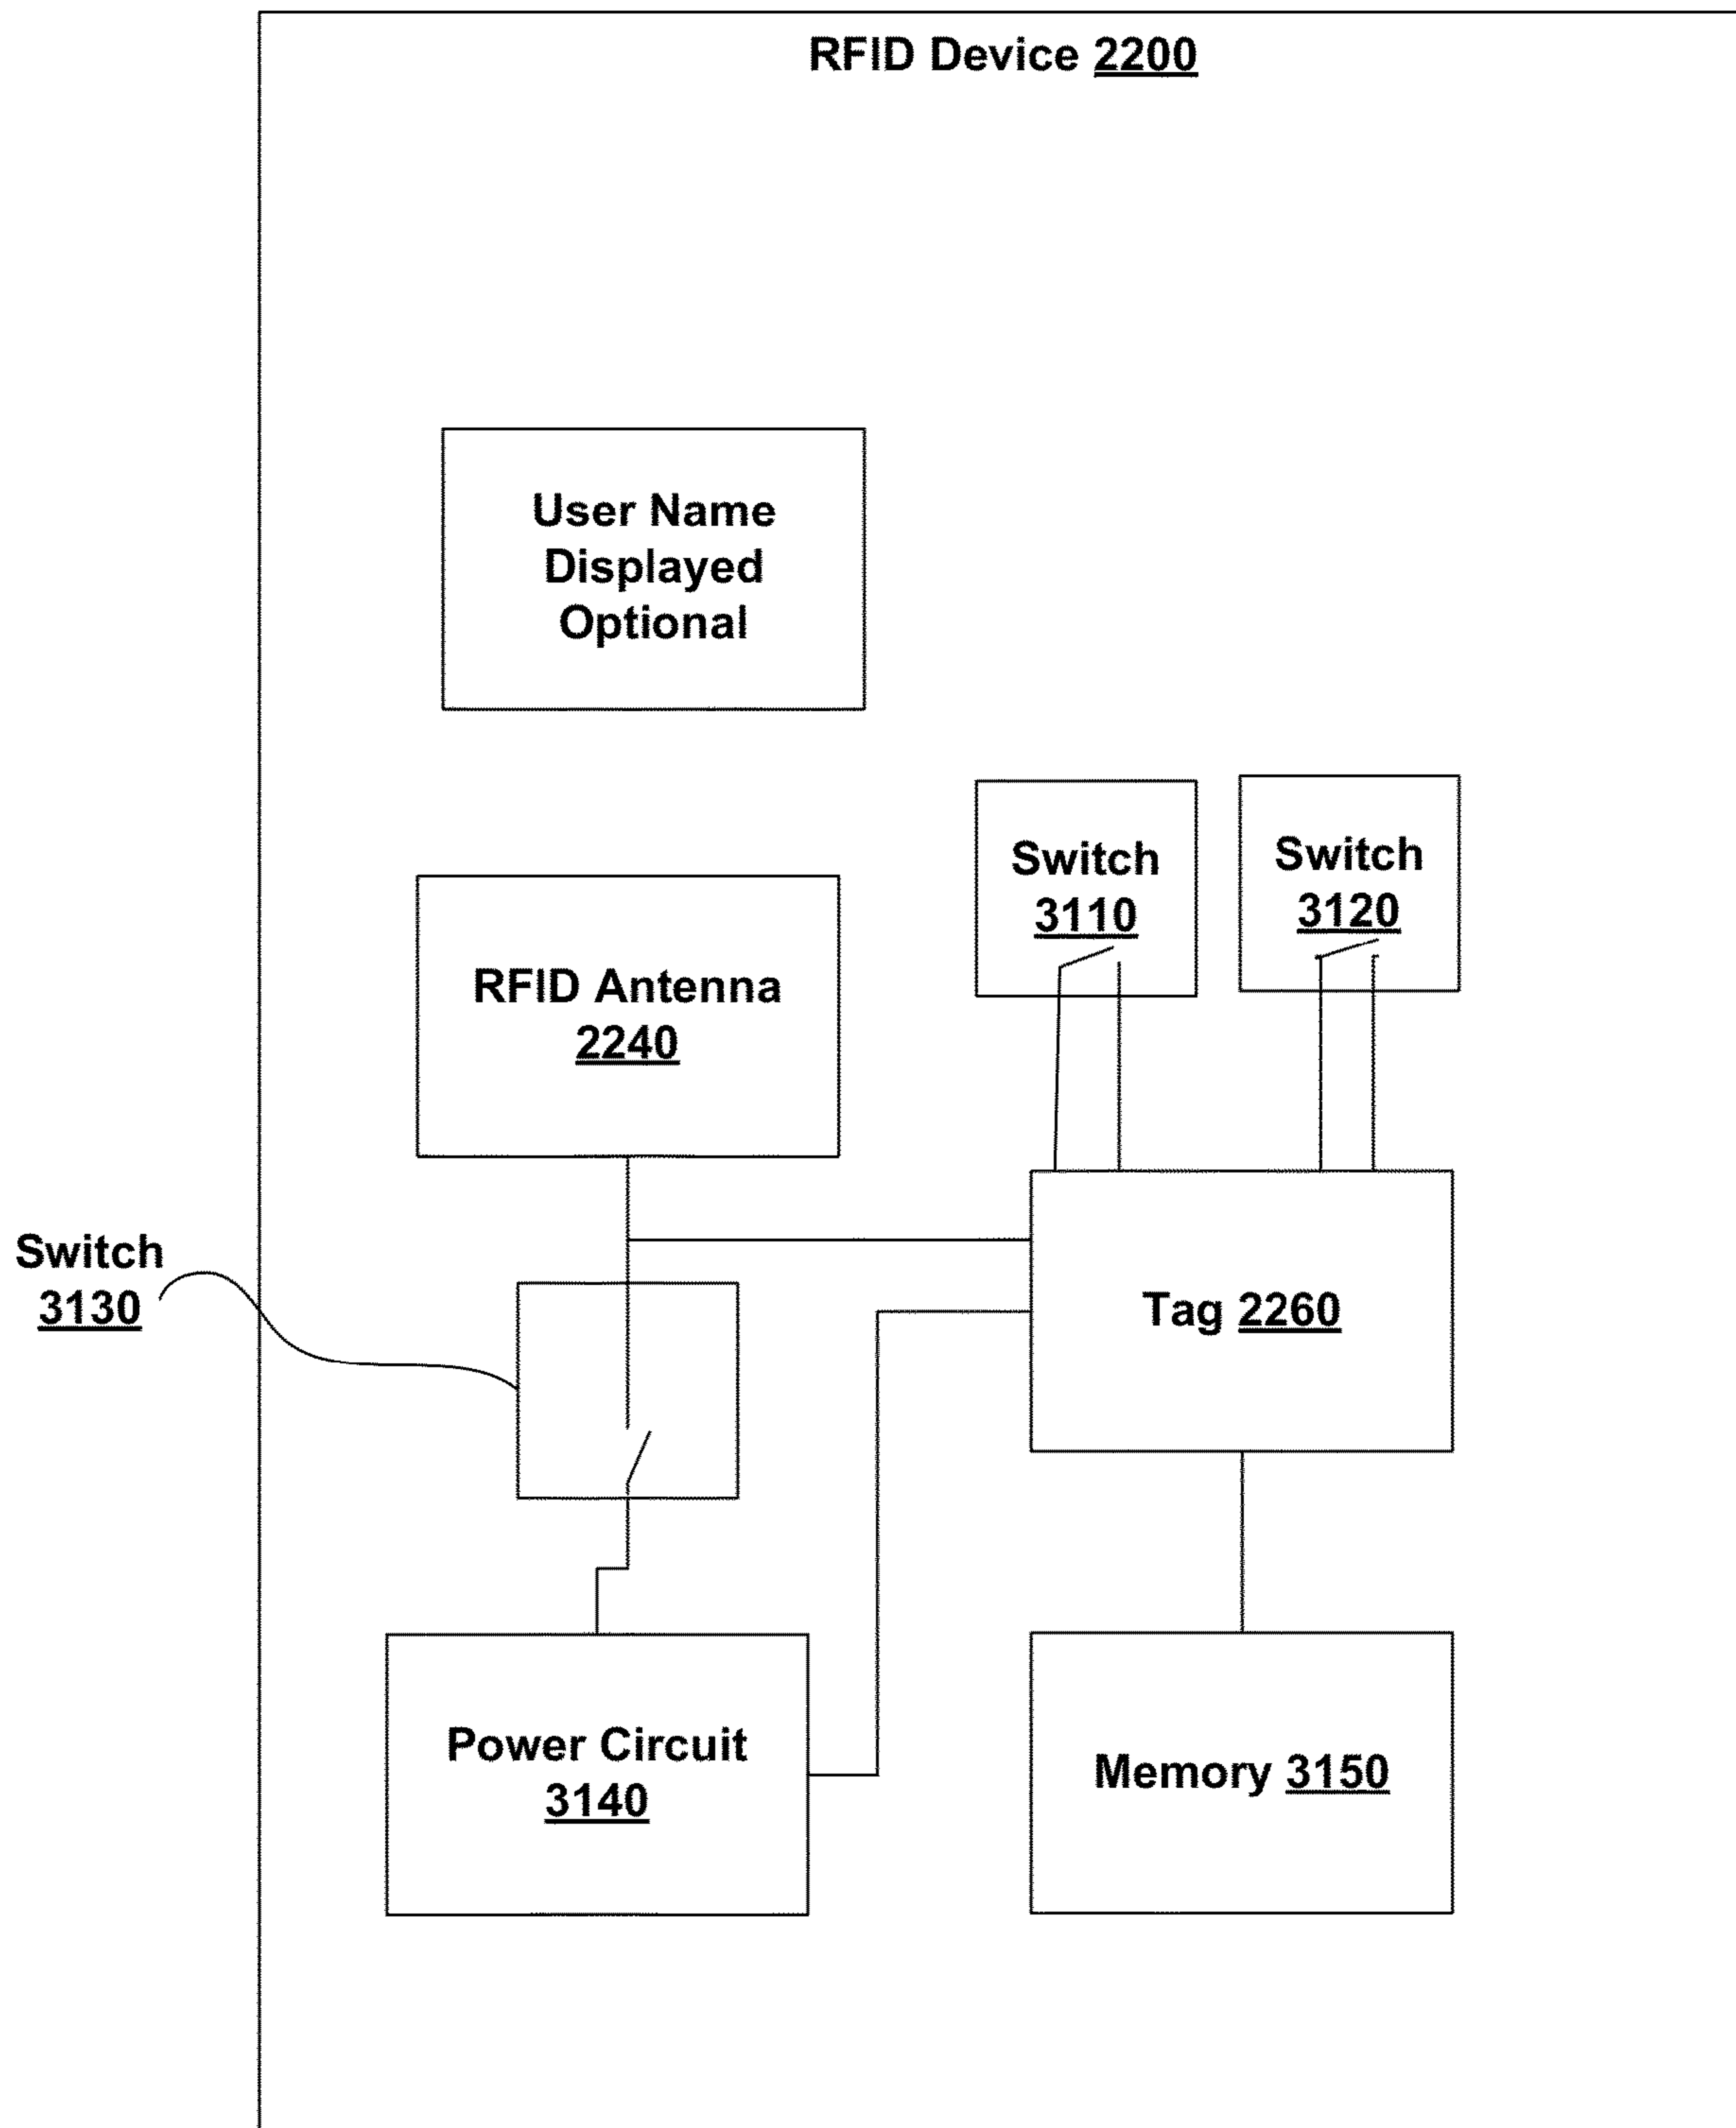 RFID Device 2200
User Name
Displayed
Optional
Switch
3110
Switch
3120
RFID Antenna
2240
Switch
3130
Tag 2260
Power Circuit
3140
Memory 3150